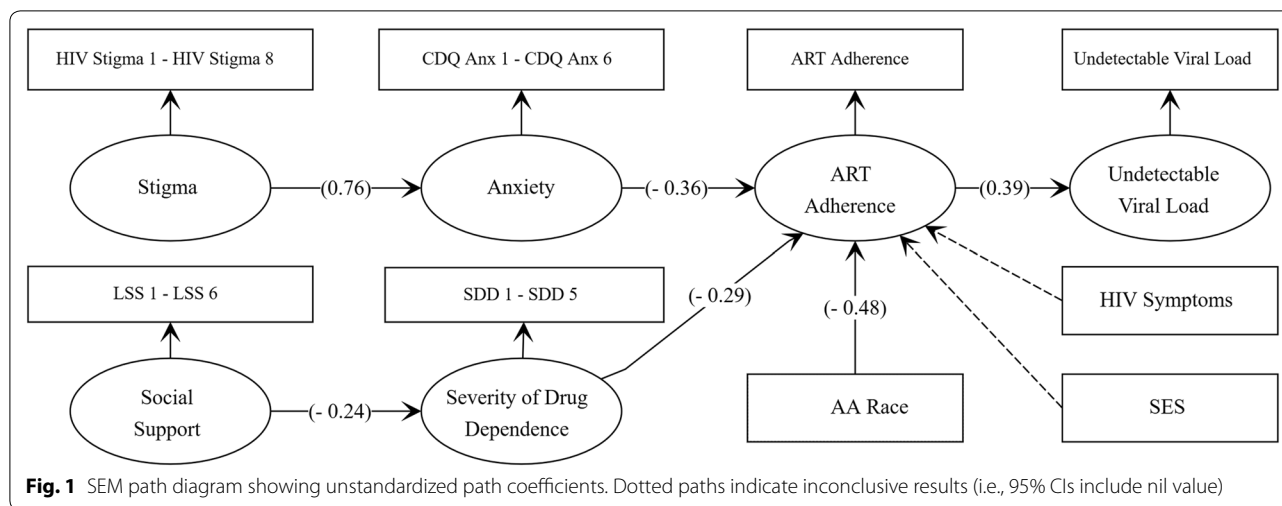 HIV Stigma 1 - HIV Stigma 8
CDQ Anx 1 - CDQ Anx 6
ART Adherence
Undetectable Viral Load
Stigma
(0.76)
Anxiety
(- 0.36)
ART
Adherence
(0.39)
Undetectable
Viral Load
LSS 1 - LSS 6
SDD 1 - SDD 5
(- 0.29)
(- 0.48)
HIV Symptoms
Social
Support
(- 0.24)
Severity of Drug
Dependence
AA Race
SES
Fig. 1 SEM path diagram showing unstandardized path coefficients. Dotted paths indicate inconclusive results (i.e., 95% CIs include nil value)